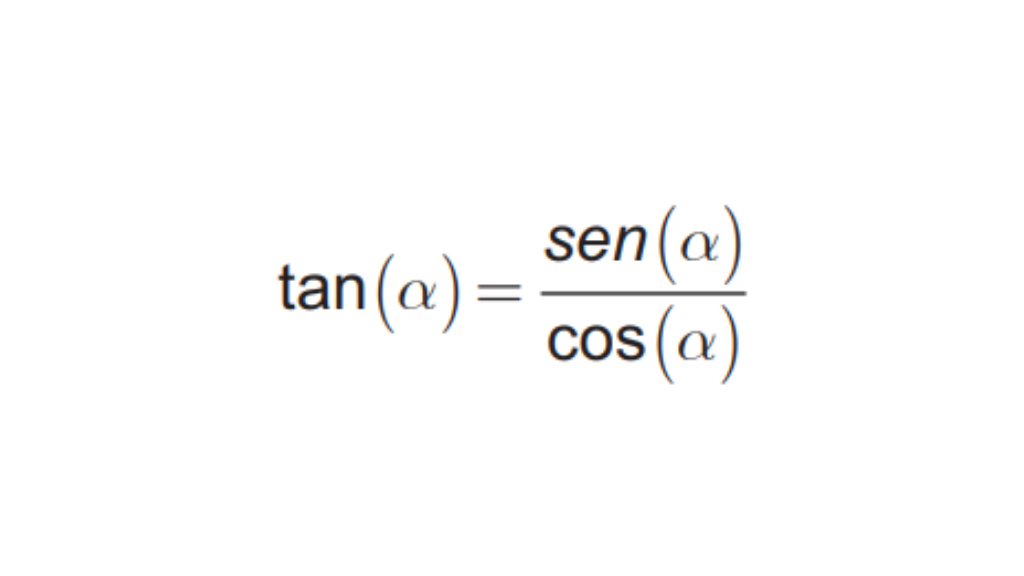 tan(α) = sen(α) / cos(α)